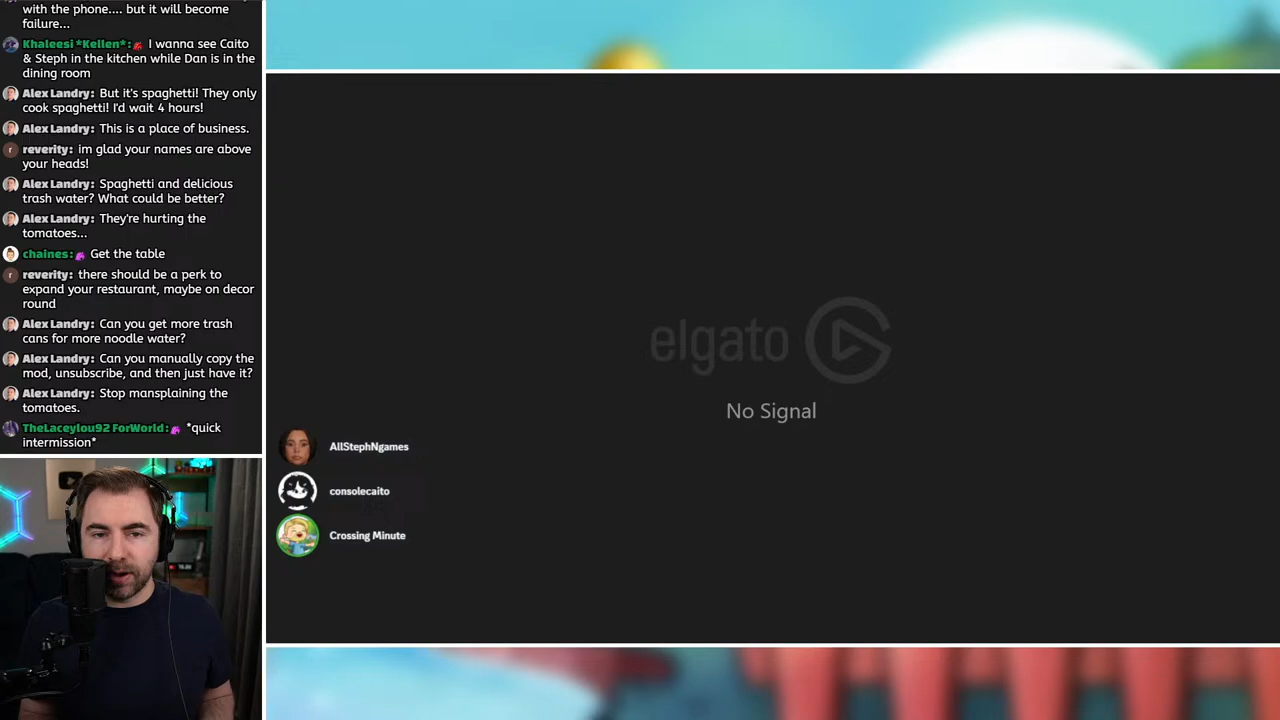 with the phone.... but it will become
failure...
Khaleesi *Kellen*: I wanna see Caito
& Steph in the kitchen while Dan is in the
dining room
Alex Landry: But it's spaghetti! They only
cook spaghetti! I'd wait 4 hours!
Alex Landry: This is a place of business.
reverity: im glad your names are above
your heads!
Alex Landry: Spaghetti and delicious
trash water? What could be better?
Alex Landry: They're hurting the
tomatoes...
chaines: Get the table
reverity: there should be a perk to
expand your restaurant, maybe on decor
round
Alex Landry: Can you get more trash
cans for more noodle water?
Alex Landry: Can you manually copy the
mod, unsubscribe, and then just have it?
Alex Landry: Stop mansplaining the
tomatoes.
TheLaceylou92 ForWorld: *quick
intermission*
elgato
No Signal
AllStephNgames
consolecaito
Crossing Minute